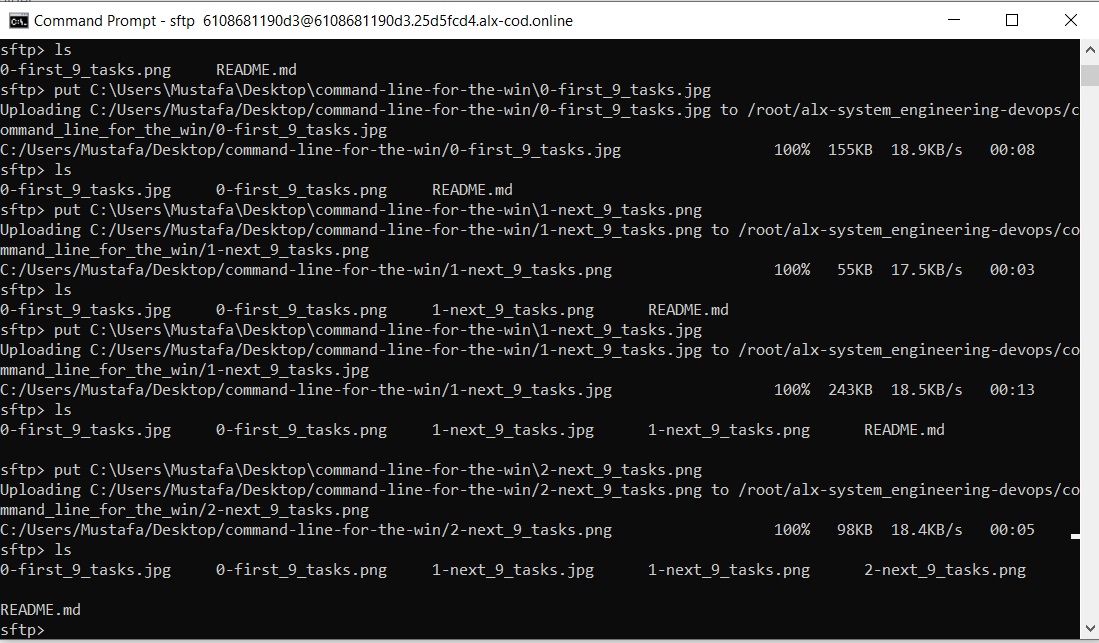 Command Prompt - sftp  6108681190d3@6108681190d3.25d5fcd4.alx-cod.online
sftp> ls
0-first_9_tasks.png     README.md
sftp> put C:\Users\Mustafa\Desktop\command-line-for-the-win\0-first_9_tasks.jpg
Uploading C:/Users/Mustafa/Desktop/command-line-for-the-win/0-first_9_tasks.jpg to /root/alx-system_engineering-devops/c
ommand_line_for_the_win/0-first_9_tasks.jpg
C:/Users/Mustafa/Desktop/command-line-for-the-win/0-first_9_tasks.jpg                 100%  155KB  18.9KB/s   00:08
sftp> ls
0-first_9_tasks.jpg     0-first_9_tasks.png     README.md
sftp> put C:\Users\Mustafa\Desktop\command-line-for-the-win\1-next_9_tasks.png
Uploading C:/Users/Mustafa/Desktop/command-line-for-the-win/1-next_9_tasks.png to /root/alx-system_engineering-devops/co
mmand_line_for_the_win/1-next_9_tasks.png
C:/Users/Mustafa/Desktop/command-line-for-the-win/1-next_9_tasks.png                  100%   55KB  17.5KB/s   00:03
sftp> ls
0-first_9_tasks.jpg     0-first_9_tasks.png     1-next_9_tasks.png      README.md
sftp> put C:\Users\Mustafa\Desktop\command-line-for-the-win\1-next_9_tasks.jpg
Uploading C:/Users/Mustafa/Desktop/command-line-for-the-win/1-next_9_tasks.jpg to /root/alx-system_engineering-devops/co
mmand_line_for_the_win/1-next_9_tasks.jpg
C:/Users/Mustafa/Desktop/command-line-for-the-win/1-next_9_tasks.jpg                  100%  243KB  18.5KB/s   00:13
sftp> ls
0-first_9_tasks.jpg     0-first_9_tasks.png     1-next_9_tasks.jpg      1-next_9_tasks.png      README.md
sftp> put C:\Users\Mustafa\Desktop\command-line-for-the-win\2-next_9_tasks.png
Uploading C:/Users/Mustafa/Desktop/command-line-for-the-win/2-next_9_tasks.png to /root/alx-system_engineering-devops/co
mmand_line_for_the_win/2-next_9_tasks.png
C:/Users/Mustafa/Desktop/command-line-for-the-win/2-next_9_tasks.png                  100%   98KB  18.4KB/s   00:05
sftp> ls
0-first_9_tasks.jpg     0-first_9_tasks.png     1-next_9_tasks.jpg      1-next_9_tasks.png      2-next_9_tasks.png
README.md
sftp>